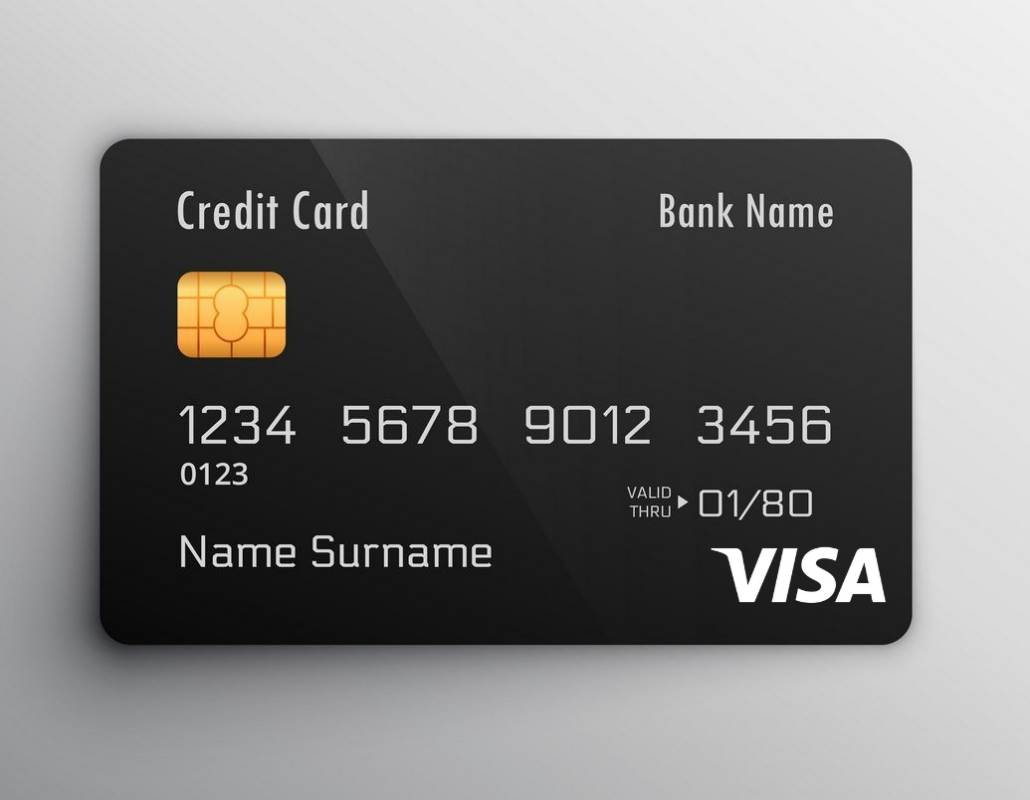 Credit Card Bank Name
1234 5678 9012 3456
0123
VALID
THRU 01/80
Name Surname
VISA